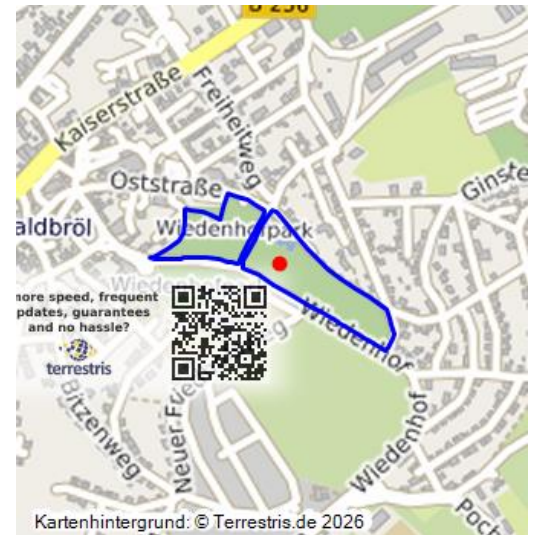 B 256
Kaiserstraße
Freiheitweg
Oststraße
Ginste
aldbröl
Wiedenhofpark
Wiedenhof
more speed, frequent
pdates, guarantees
and no hassle?
terrestris
Bitzenweg
Neuer F
Wiedenhof
Poch
Kartenhintergrund: © Terrestris.de 2026